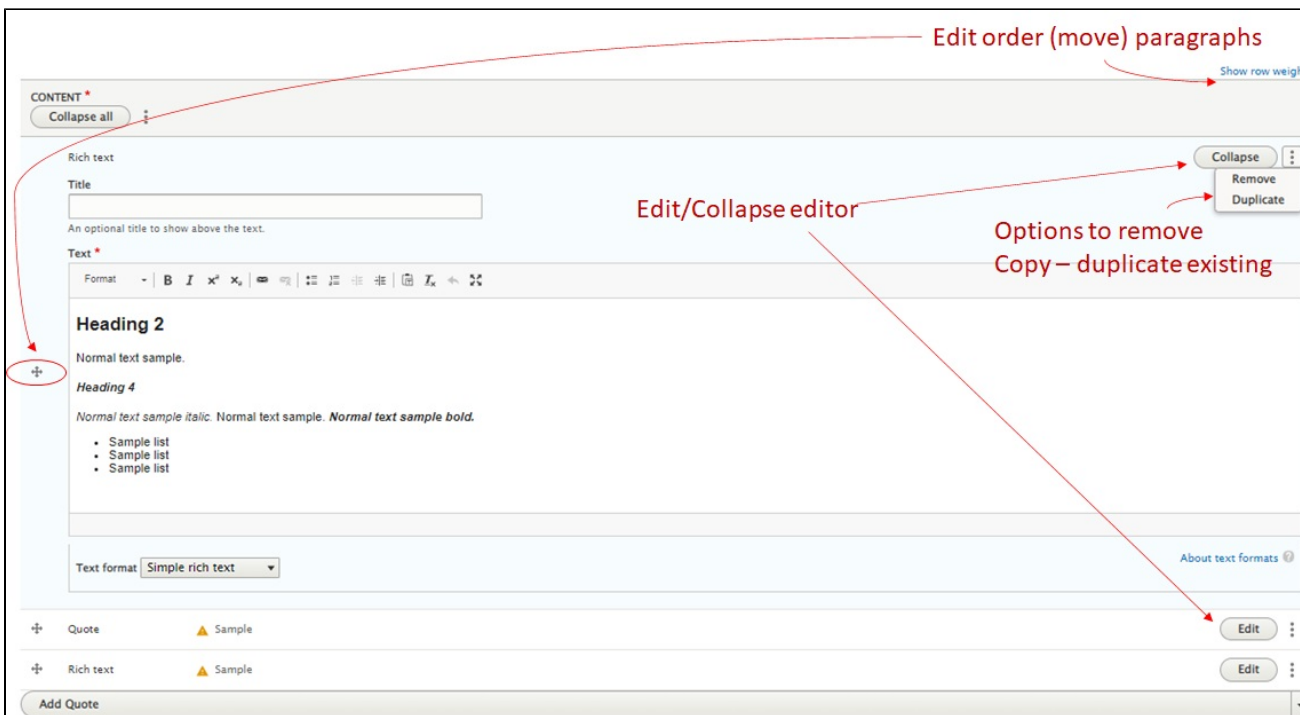 Edit order (move) paragraphs
Show row weigh
CONTENT *
Collapse all
Rich text
Collapse
Remove
Duplicate
Title
An optional title to show above the text.
Edit/Collapse editor
Options to remove
Copy – duplicate existing
Text *
Format
Heading 2
Normal text sample.
Heading 4
Normal text sample italic. Normal text sample. Normal text sample bold.
• Sample list
• Sample list
• Sample list
Text format Simple rich text
About text formats
Quote Sample Edit
Rich text Sample Edit
Add Quote